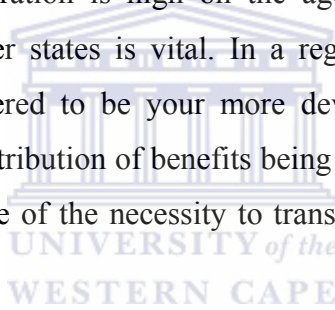 ration is high on the ag
er states is vital. In a reg
ered to be your more dev
tribution of benefits being
e of the necessity to trans
UNIVERSITY of the
WESTERN CAPE